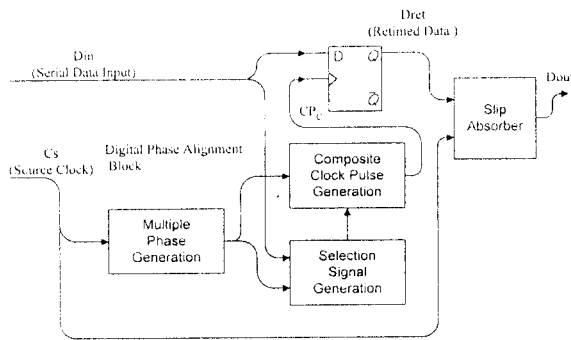 Dret
(Retimed Data )
Din
(Serial Data Input)
D Q
Q
CPC
Slip
Absorber
Dout
Cs
(Source Clock)
Digital Phase Alignment
Block
Composite
Clock Pulse
Generation
Multiple
Phase
Generation
Selection
Signal
Generation